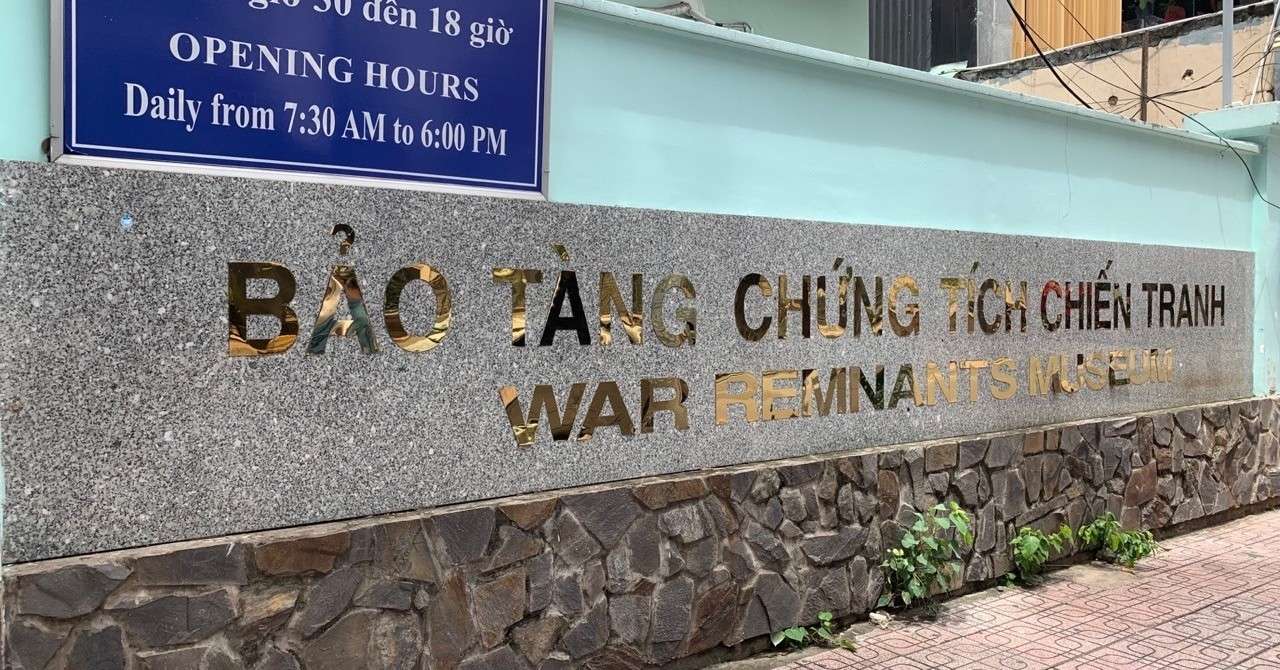 giờ 30 đến 18 giờ
OPENING HOURS
Daily from 7:30 AM to 6:00 PM
BẢO TÀNG CHỨNG TÍCH CHIẾN TRANH
WAR REMNANTS MUSEUM